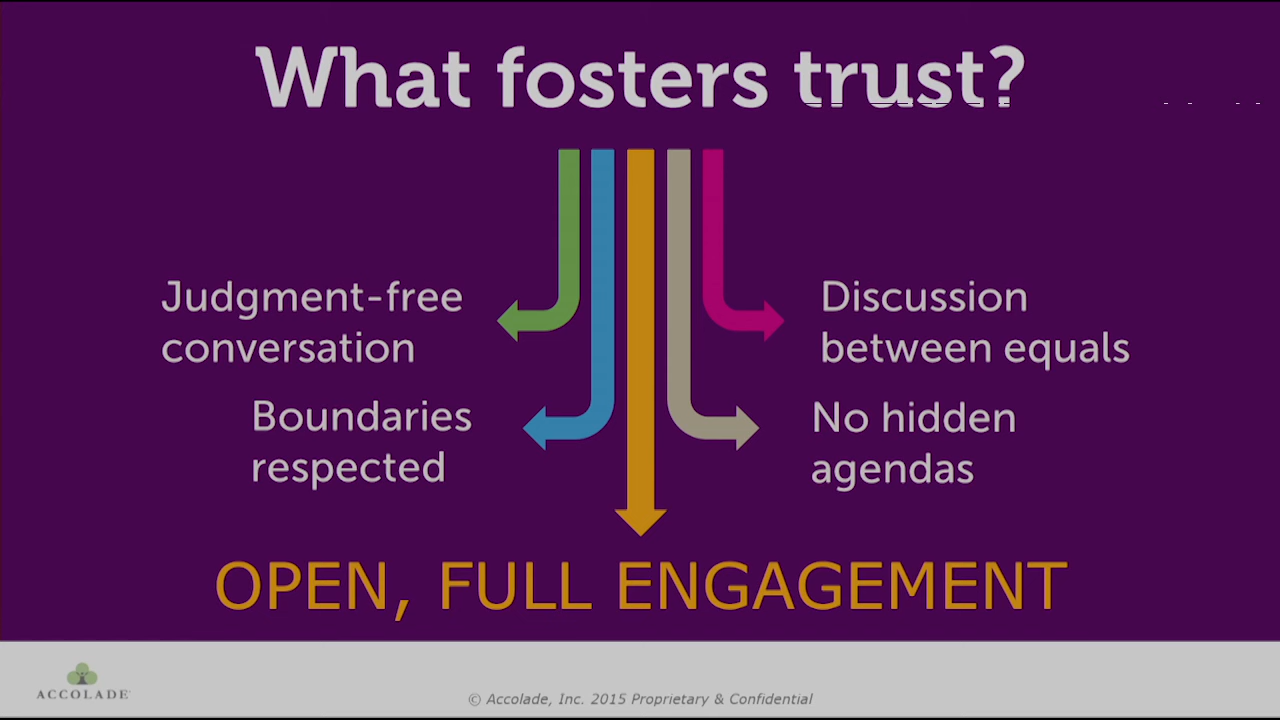 What fosters trust?
Judgment-free
conversation
Discussion
between equals
Boundaries
respected
No hidden
agendas
OPEN, FULL ENGAGEMENT
ACCOLADE
© Accolade, Inc. 2015 Proprietary & Confidential